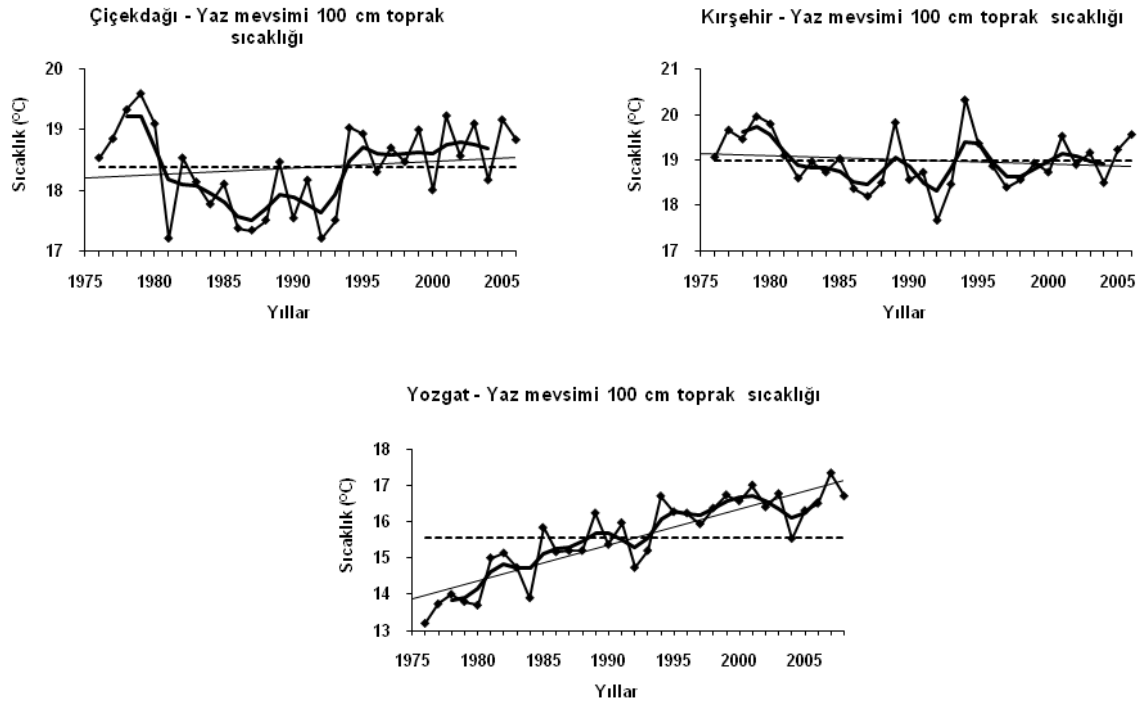 Çiçekdağı - Yaz mevsimi 100 cm toprak
sıcaklığı
Sıcaklık (°C)
20
19
18
17
1975 1980 1985 1990 1995 2000 2005
Yıllar
Kırşehir - Yaz mevsimi 100 cm toprak sıcaklığı
Sıcaklık (°C)
21
20
19
18
17
1975 1980 1985 1990 1995 2000 2005
Yıllar
Yozgat - Yaz mevsimi 100 cm toprak sıcaklığı
Sıcaklık (°C)
18
17
16
15
14
13
1975 1980 1985 1990 1995 2000 2005
Yıllar